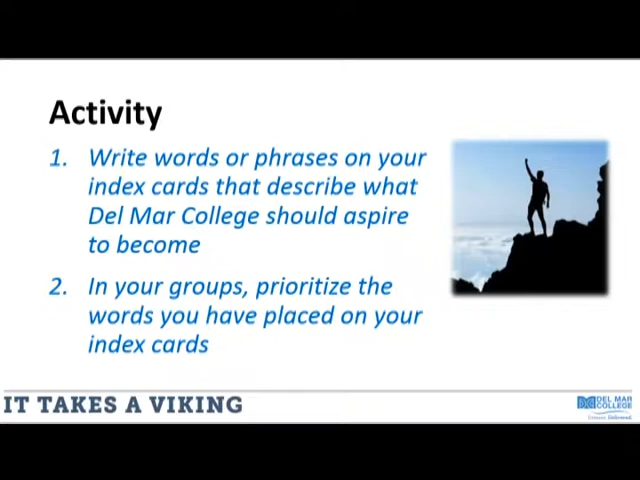 Activity
1. Write words or phrases on your
index cards that describe what
Del Mar College should aspire
to become
2. In your groups, prioritize the
words you have placed on your
index cards
IT TAKES A VIKING
DEL MAR
COLLEGE